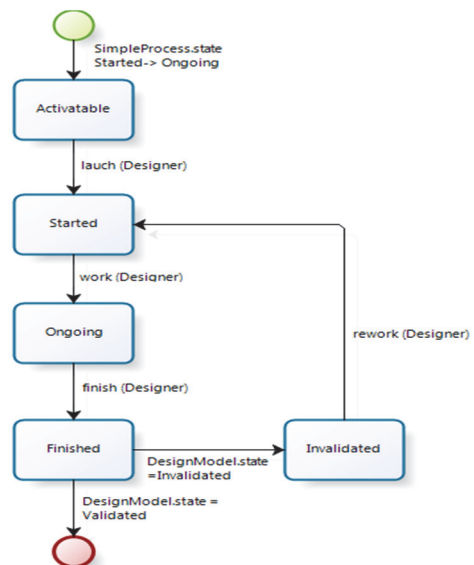 SimpleProcess.state
Started-> Ongoing
Activatable
lauch (Designer)
Started
work (Designer)
Ongoing
rework (Designer)
finish (Designer)
Finished
Invalidated
DesignModel.state
=Invalidated
DesignModel.state =
Validated